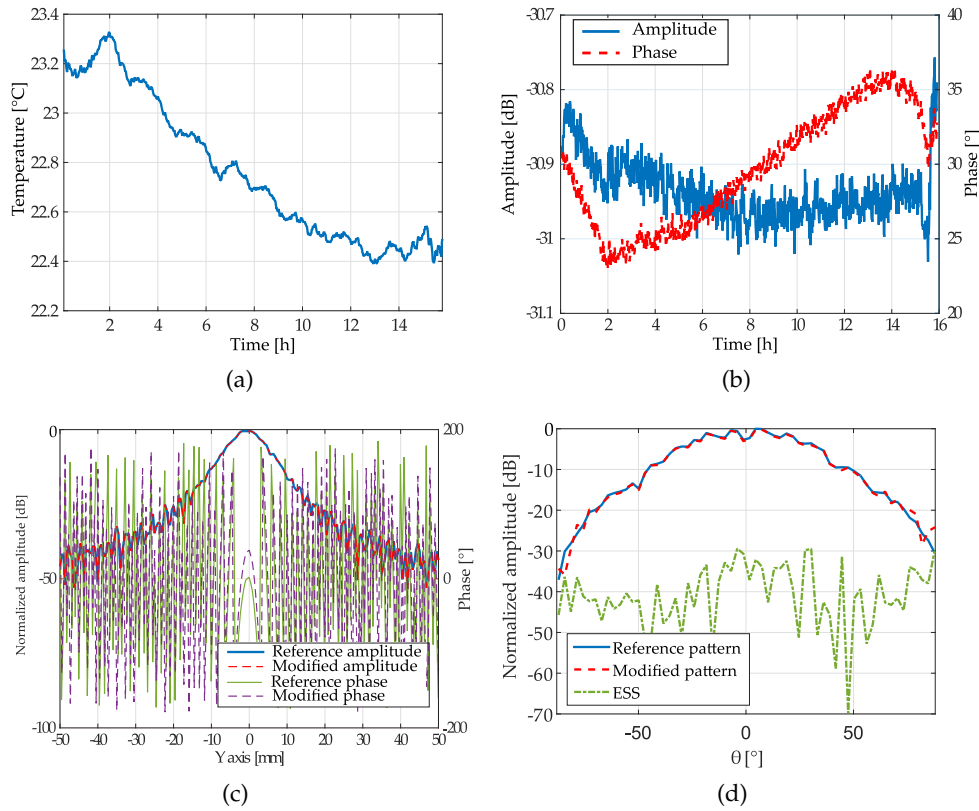 23.4
23.2
23
22.8
22.6
22.4
22.2
Temperature [°C]
2 4 6 8 10 12 14
Time [h]
(a)
-30.7
-30.8
-30.9
-31
-31.1
Amplitude [dB]
Amplitude
Phase
40
35
30
25
20
Phase [°]
0 2 4 6 8 10 12 14 16
Time [h]
(b)
0
-50
-100
Normalized amplitude [dB]
200
0
-200
Phase [°]
Reference amplitude
Modified amplitude
Reference phase
Modified phase
-50 -40 -30 -20 -10 0 10 20 30 40 50
Y axis [mm]
(c)
0
-10
-20
-30
-40
-50
-60
-70
Normalized amplitude [dB]
Reference pattern
Modified pattern
ESS
-50 0 50
θ [°]
(d)